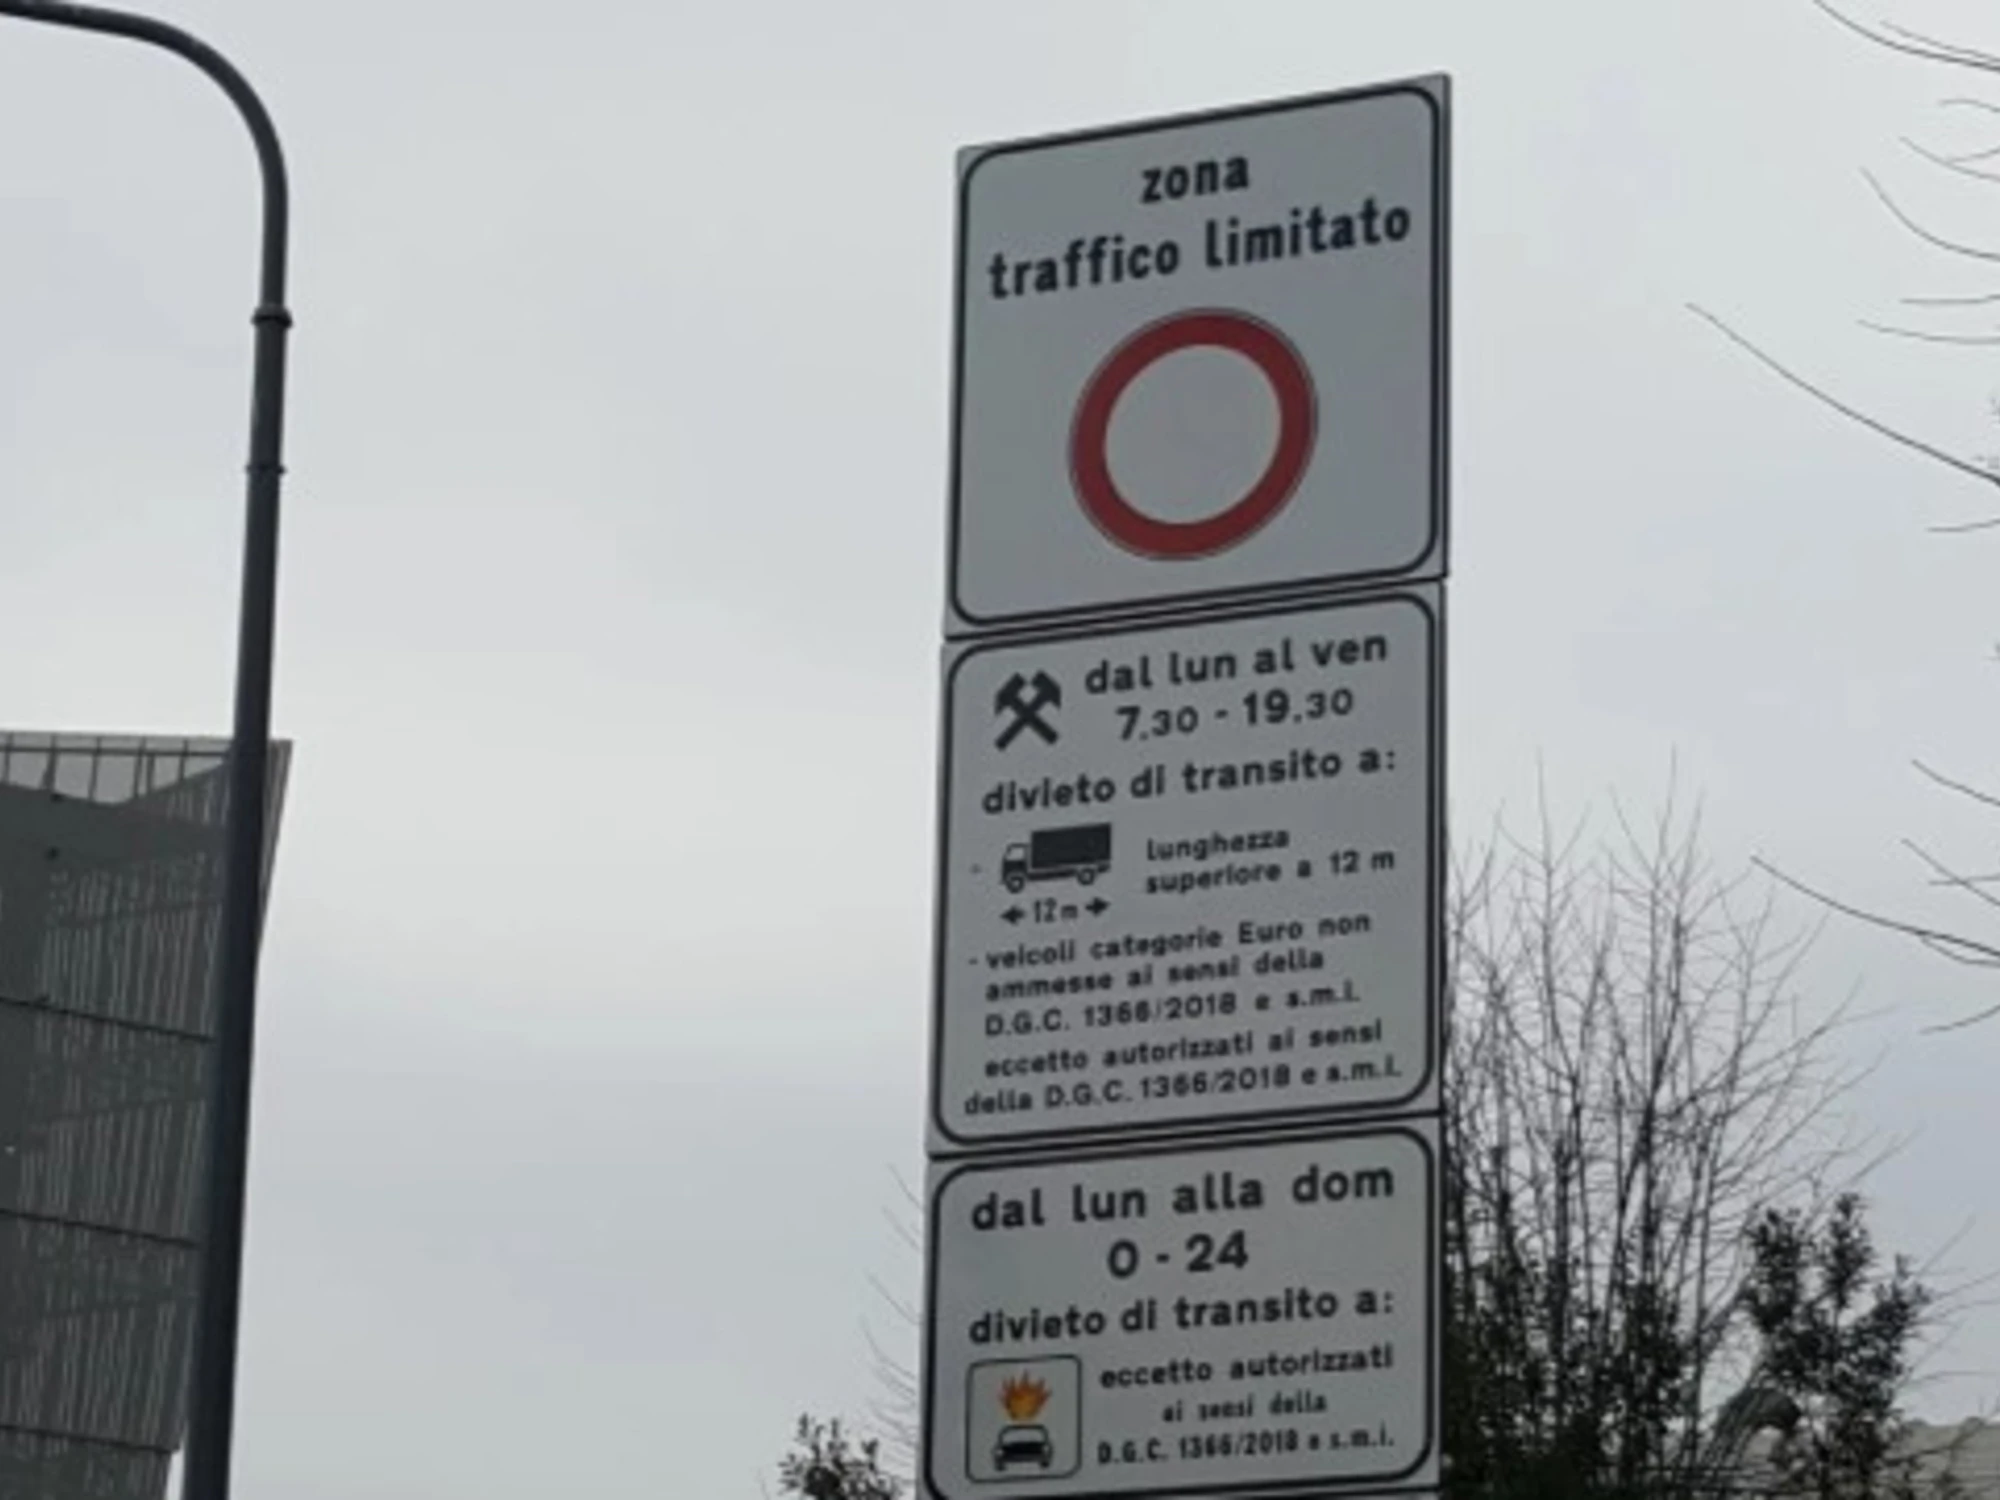 zona
traffico limitato
dal lun al ven
7.30 - 19.30
divieto di transito a:
- lunghezza
superiore a 12 m
12 m
- veicoli categorie Euro non
ammesse ai sensi della
D.G.C. 1366/2018 e s.m.i.
eccetto autorizzati ai sensi
della D.G.C. 1366/2018 e s.m.i.
dal lun alla dom
0 - 24
divieto di transito a:
eccetto autorizzati
ai sensi della
D.G.C. 1366/2018 e s.m.i.